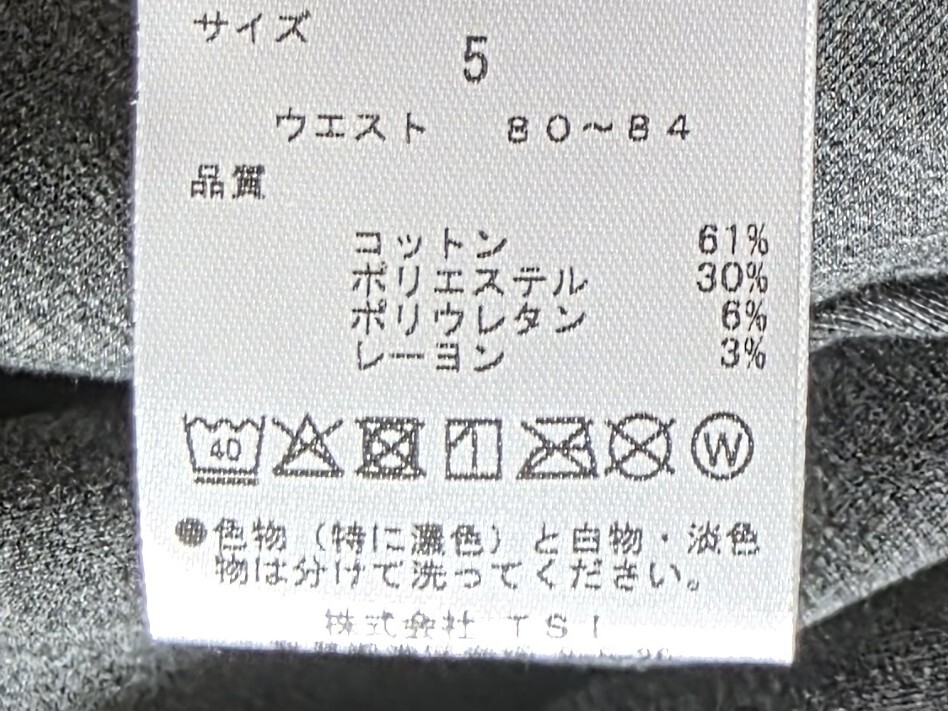 サイズ
5
ウエスト 80～84
品質
コットン 61%
ポリエステル 30%
ポリウレタン 6%
レーヨン 3%
40 W
●色物（特に濃色）と白物・淡色
物は分けて洗ってください。
株式会社 TSI